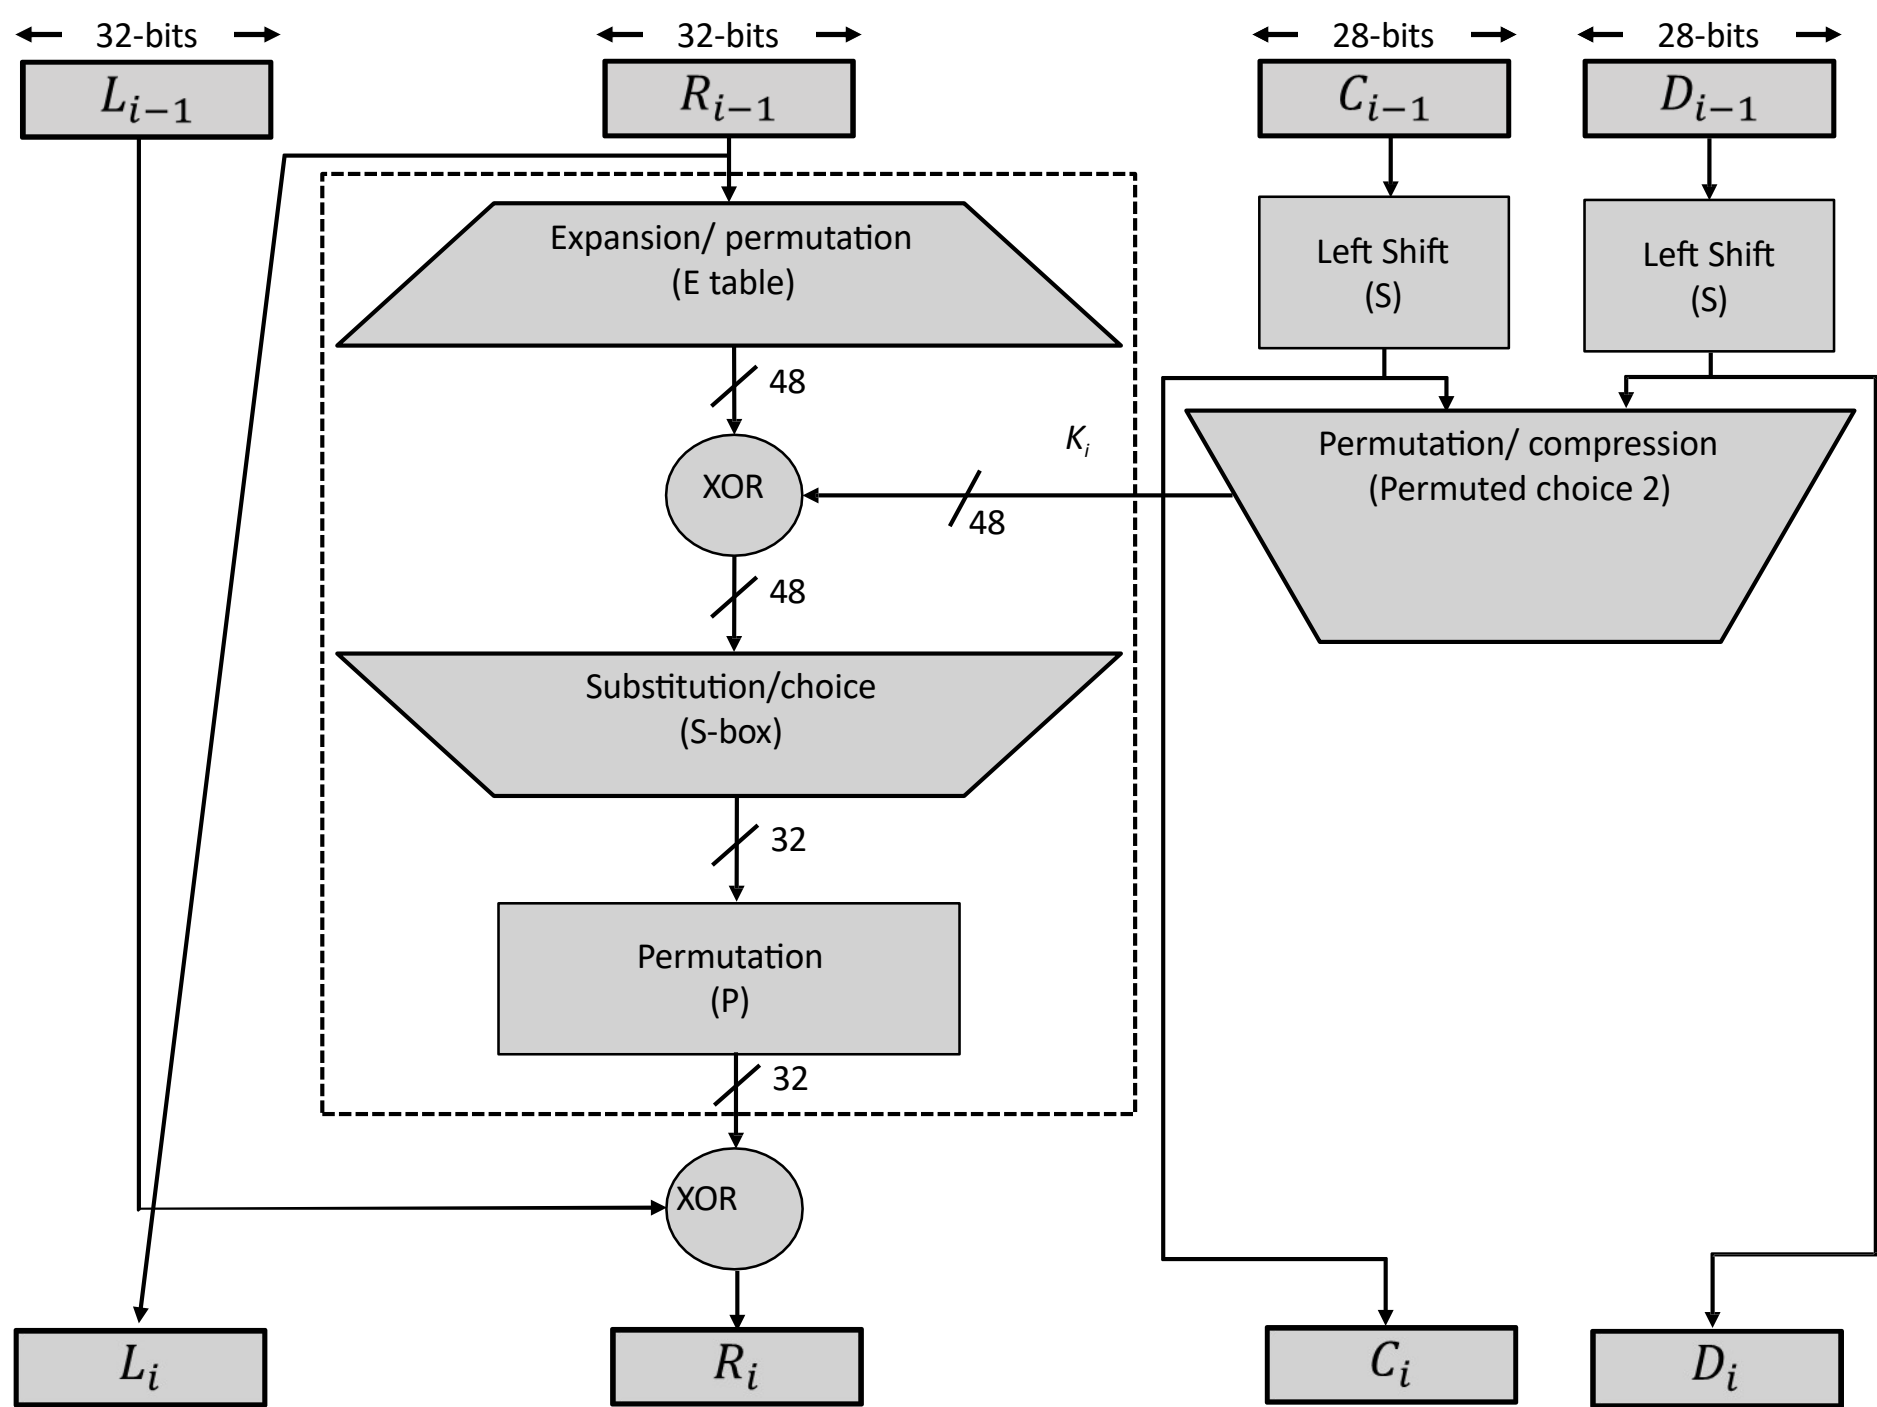 32-bits
32-bits
28-bits
28-bits
L_{i−1}
R_{i−1}
C_{i−1}
D_{i−1}
Expansion/ permutation
(E table)
Left Shift
(S)
Left Shift
(S)
48
K_i
XOR
48
Permutation/ compression
(Permuted choice 2)
48
Substitution/choice
(S-box)
32
Permutation
(P)
32
XOR
L_i
R_i
C_i
D_i